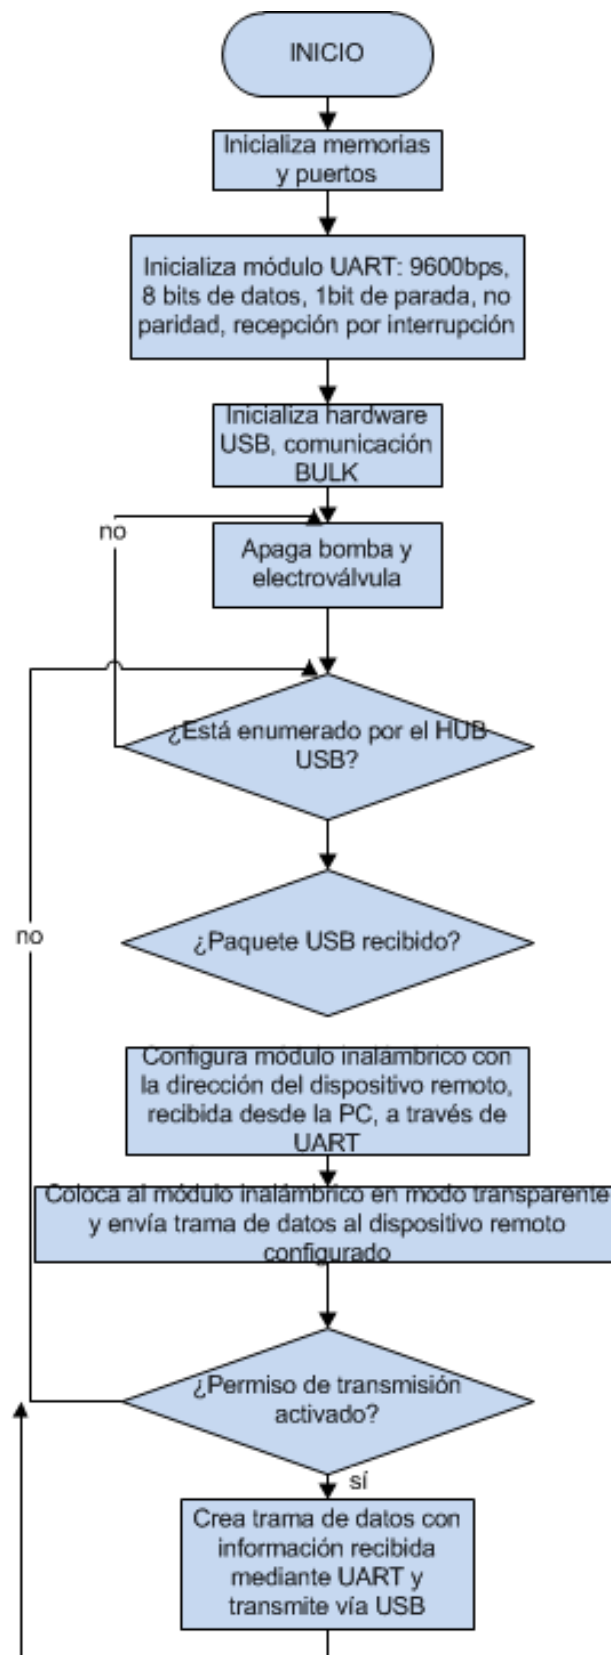 INICIO
Inicializa memorias
y puertos
Inicializa módulo UART: 9600bps,
8 bits de datos, 1bit de parada, no
paridad, recepción por interrupción
Inicializa hardware
USB, comunicación
BULK
no
Apaga bomba y
electroválvula
¿Está enumerado por el HUB
USB?
no
¿Paquete USB recibido?
Configura módulo inalámbrico con
la dirección del dispositivo remoto,
recibida desde la PC, a través de
UART
Coloca al módulo inalámbrico en modo transparente
y envía trama de datos al dispositivo remoto
configurado
¿Permiso de transmisión
activado?
sí
Crea trama de datos con
información recibida
mediante UART y
transmite vía USB